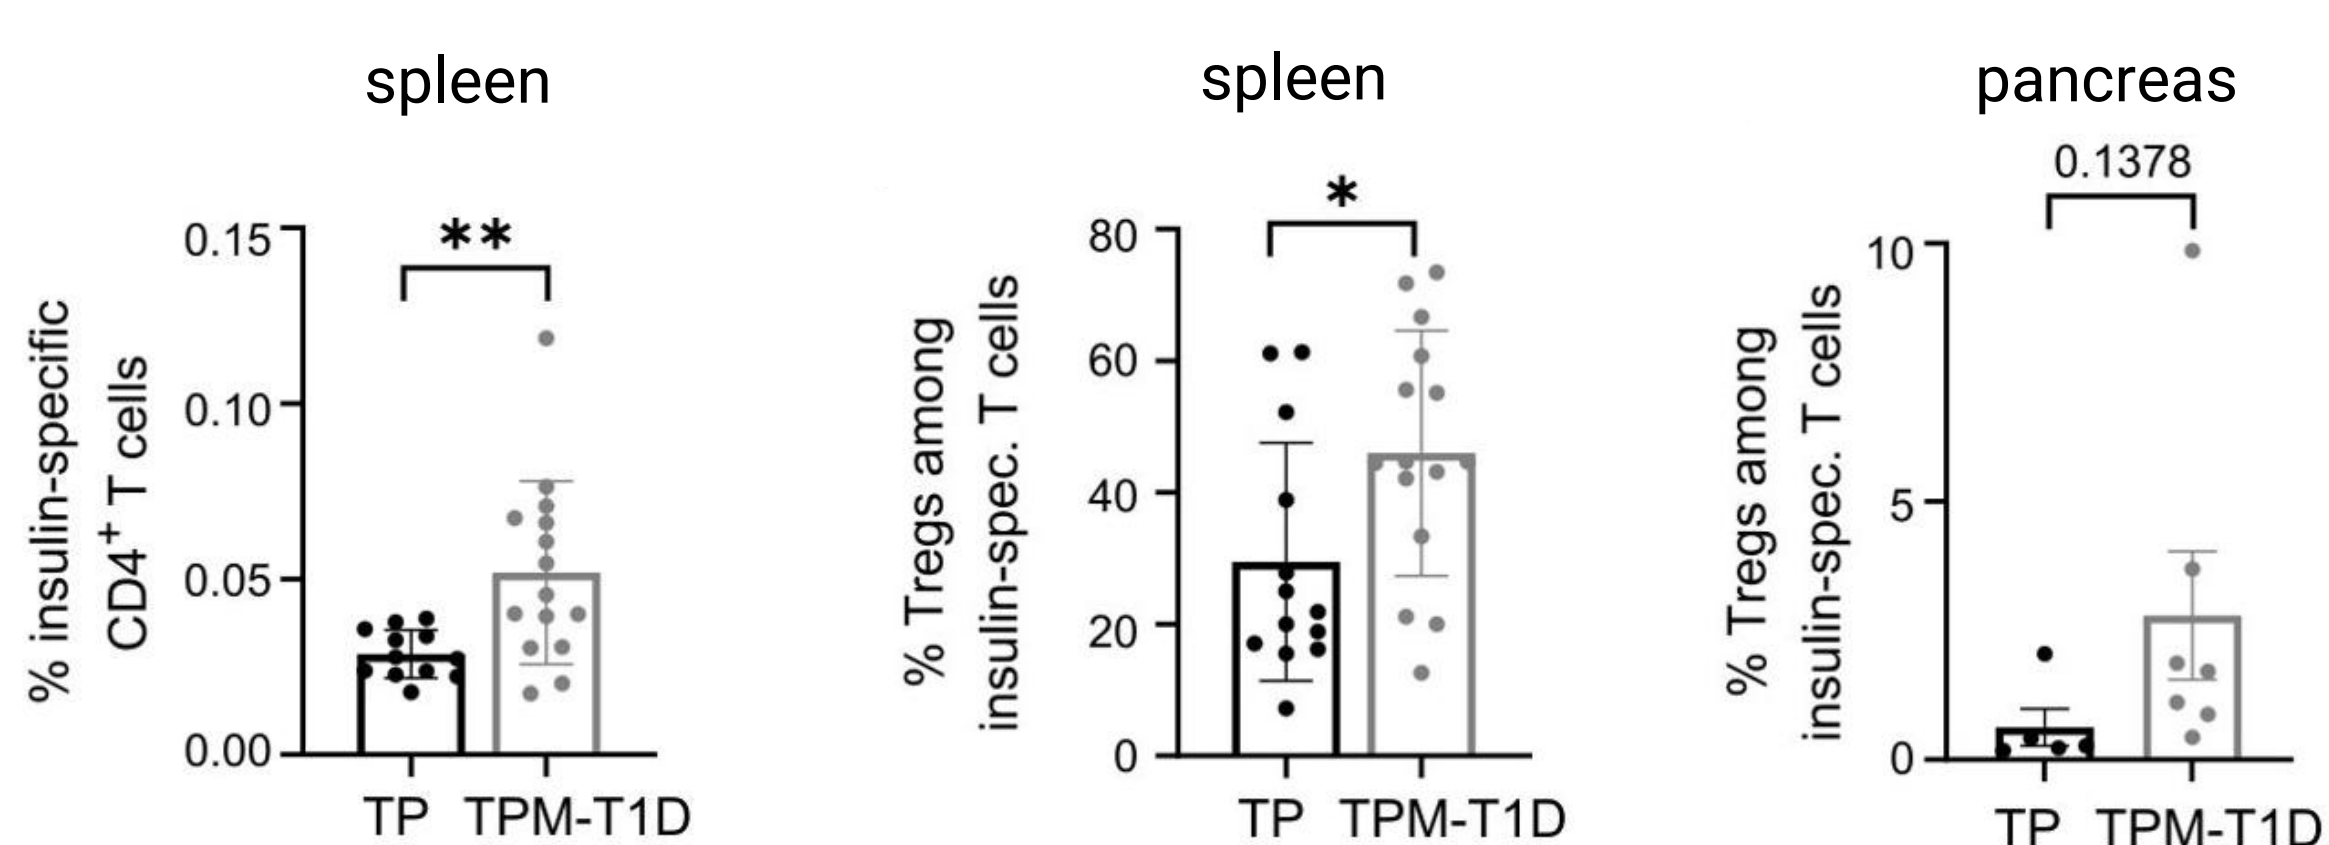 spleen
% insulin-specific
CD4⁺ T cells
**
0.15
0.10
0.05
0.00
TP TPM-T1D
spleen
% Tregs among
insulin-spec. T cells
*
80
60
40
20
0
TP TPM-T1D
pancreas
% Tregs among
insulin-spec. T cells
0.1378
10
5
0
TP TPM-T1D